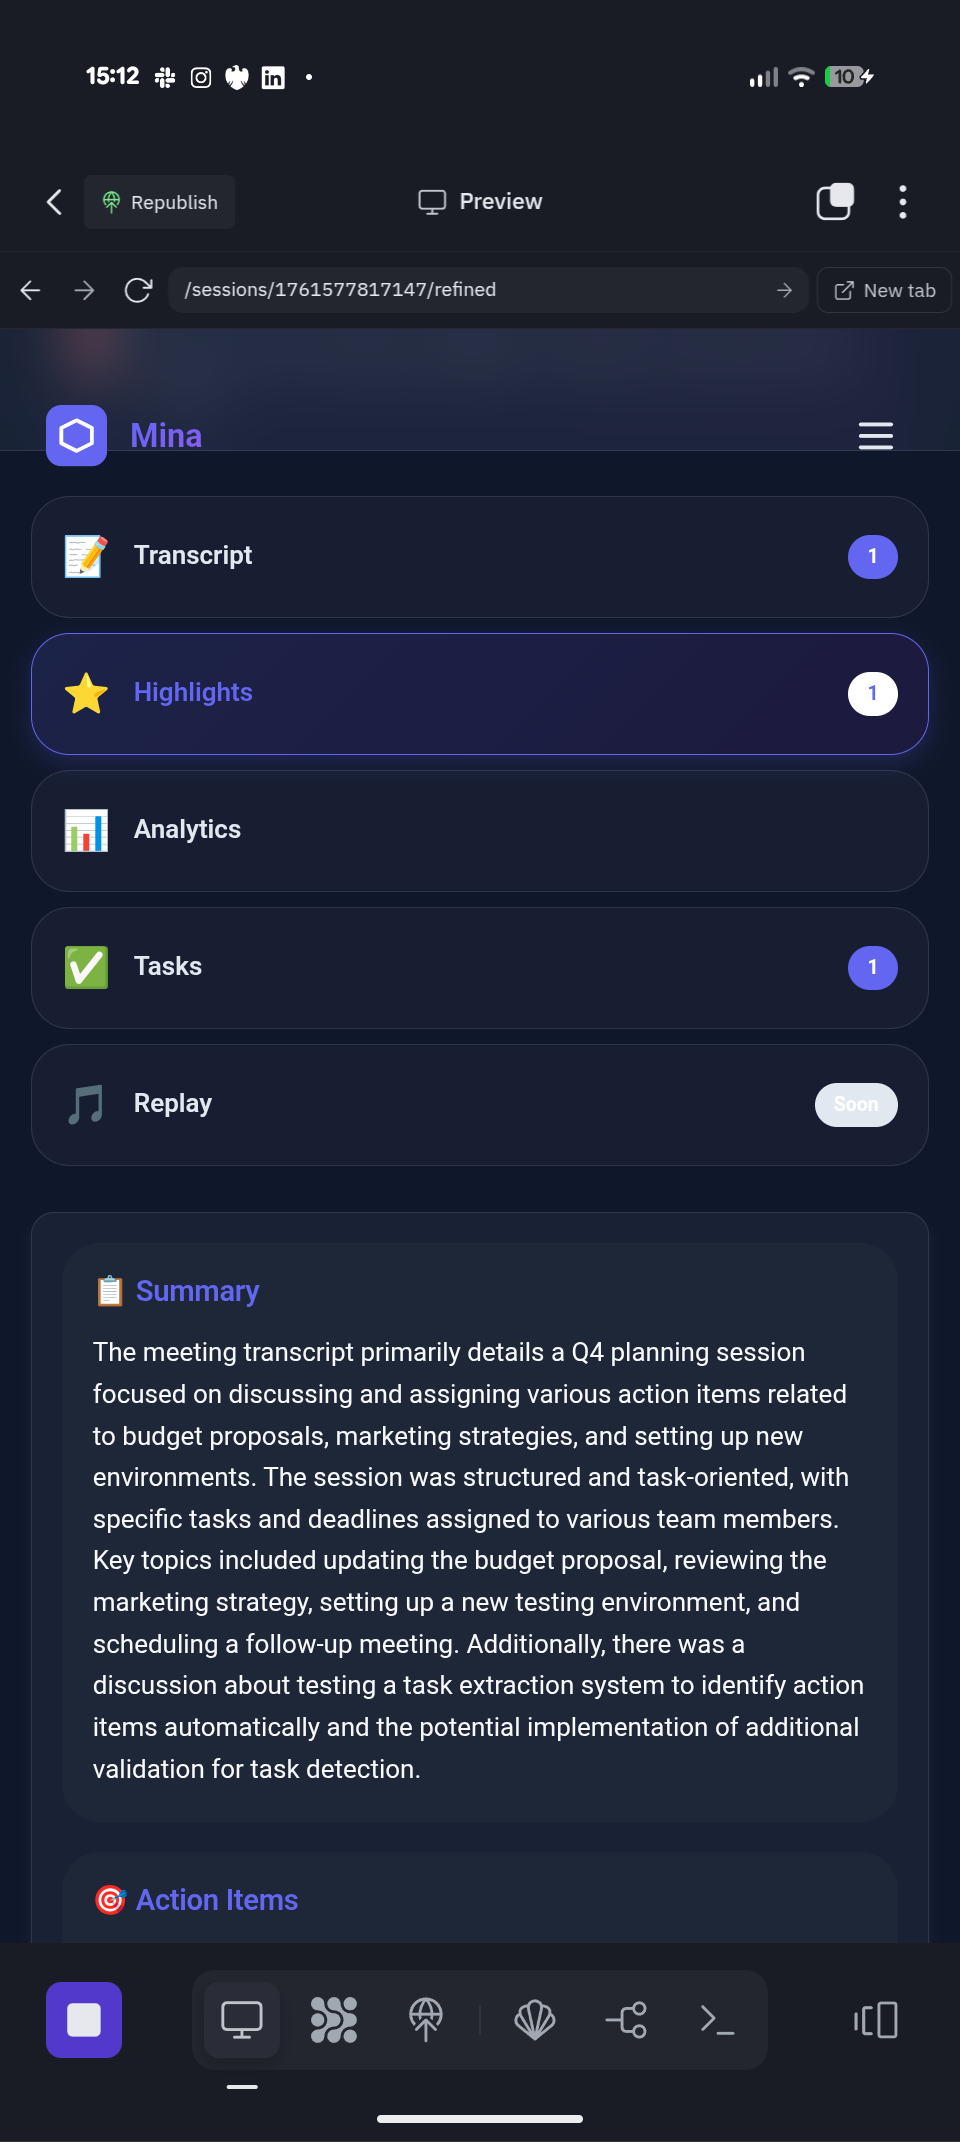 15:12
10
Republish
Preview
/sessions/1761577817147/refined
New tab
Mina
Transcript
1
Highlights
1
Analytics
Tasks
1
Replay
Soon
Summary
The meeting transcript primarily details a Q4 planning session
focused on discussing and assigning various action items related
to budget proposals, marketing strategies, and setting up new
environments. The session was structured and task-oriented, with
specific tasks and deadlines assigned to various team members.
Key topics included updating the budget proposal, reviewing the
marketing strategy, setting up a new testing environment, and
scheduling a follow-up meeting. Additionally, there was a
discussion about testing a task extraction system to identify action
items automatically and the potential implementation of additional
validation for task detection.
Action Items